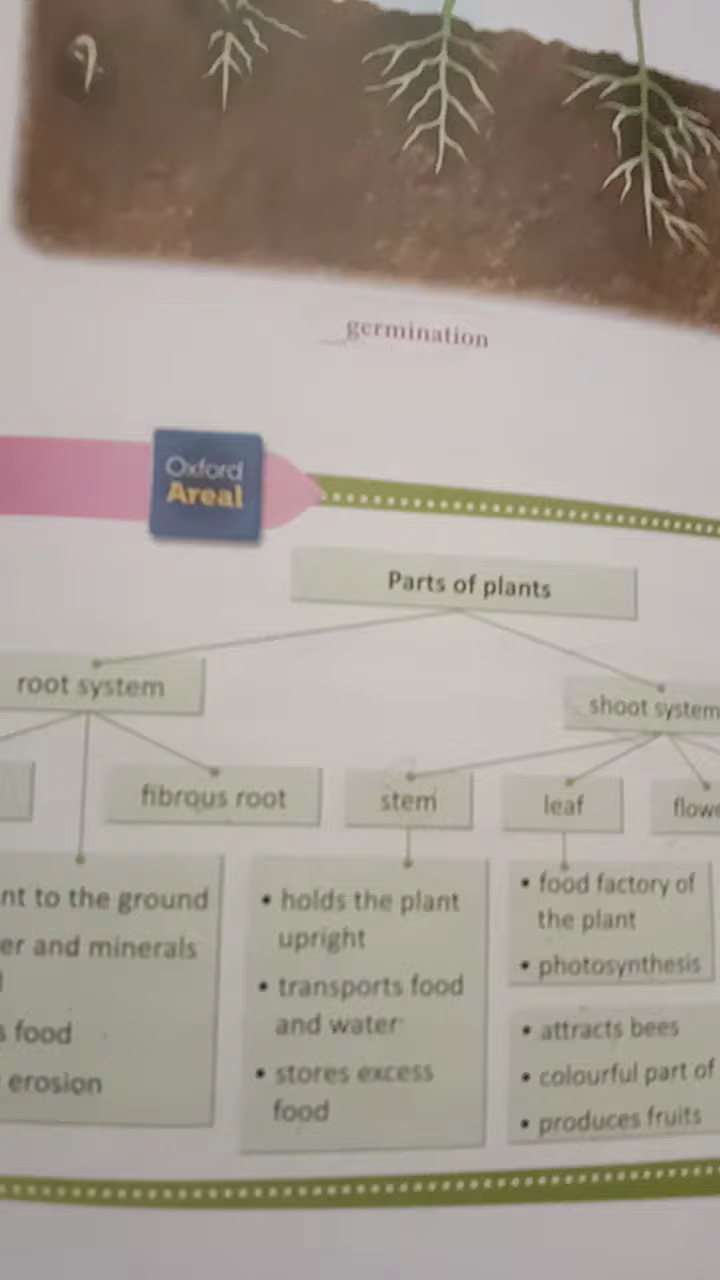 germination
Oxford
Areal
Parts of plants
root system
shoot system
fibrous root
stem
leaf
nt to the ground
er and minerals
s food
erosion
• holds the plant
upright
• transports food
and water
• stores excess
food
• food factory of
the plant
• photosynthesis
• attracts bees
• colourful part of
• produces fruits